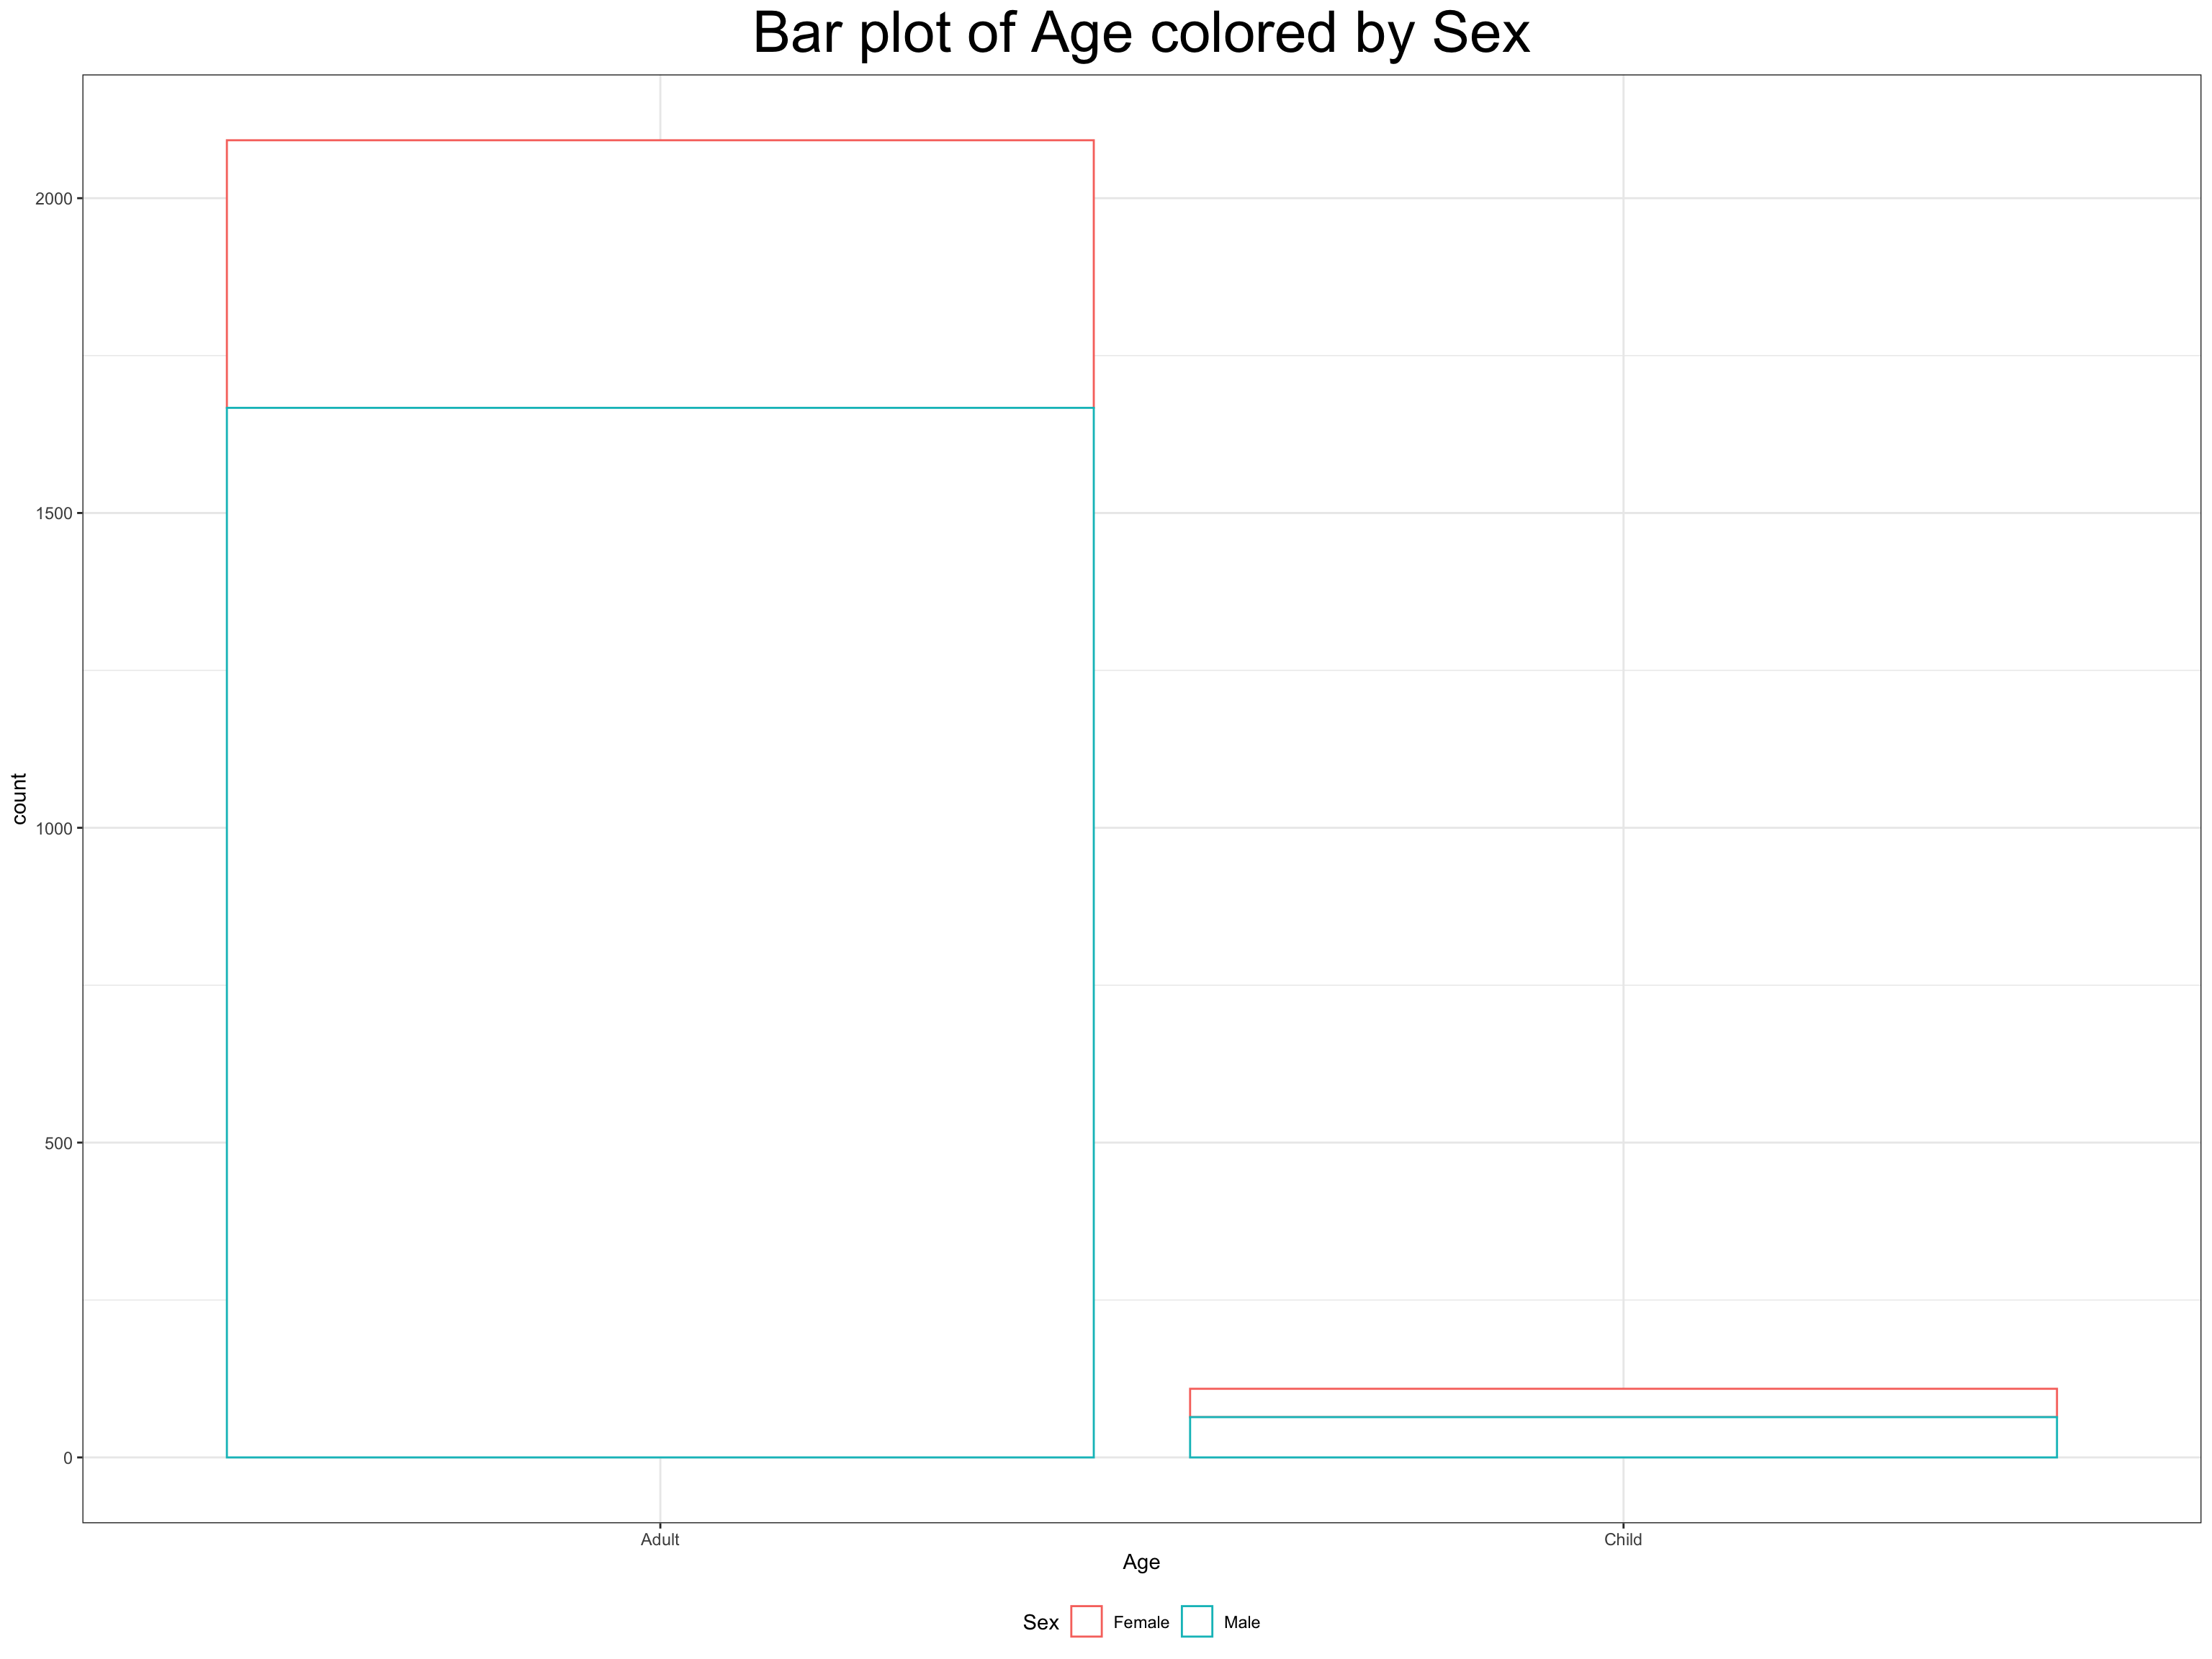 Bar plot of Age colored by Sex
2000
1500
1000
500
0
count
Adult
Child
Age
Sex Female Male